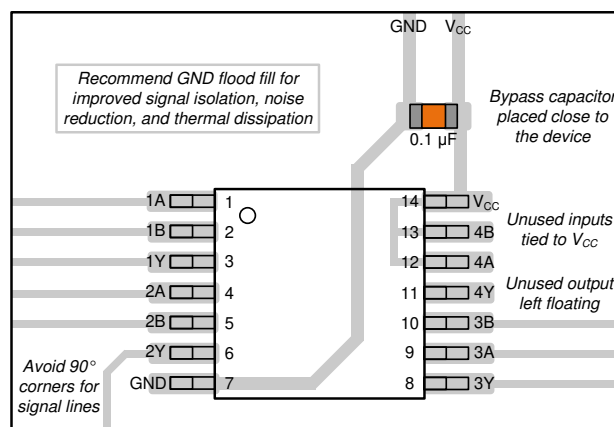 GND VCC
Recommend GND flood fill for
improved signal isolation, noise
reduction, and thermal dissipation
0.1 µF
Bypass capacitor
placed close to
the device
1A 1 14 VCC
1B 2 13 4B
1Y 3 12 4A
2A 4 11 4Y
2B 5 10 3B
2Y 6 9 3A
GND 7 8 3Y
Unused inputs
tied to VCC
Unused output
left floating
Avoid 90°
corners for
signal lines